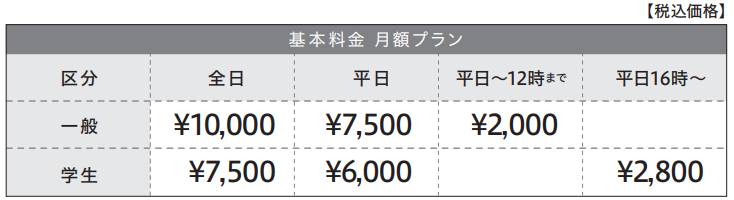 【税込価格】
基本料金 月額プラン
区分 全日 平日 平日〜12時まで 平日16時〜
一般 ¥10,000 ¥7,500 ¥2,000
学生 ¥7,500 ¥6,000 ¥2,800